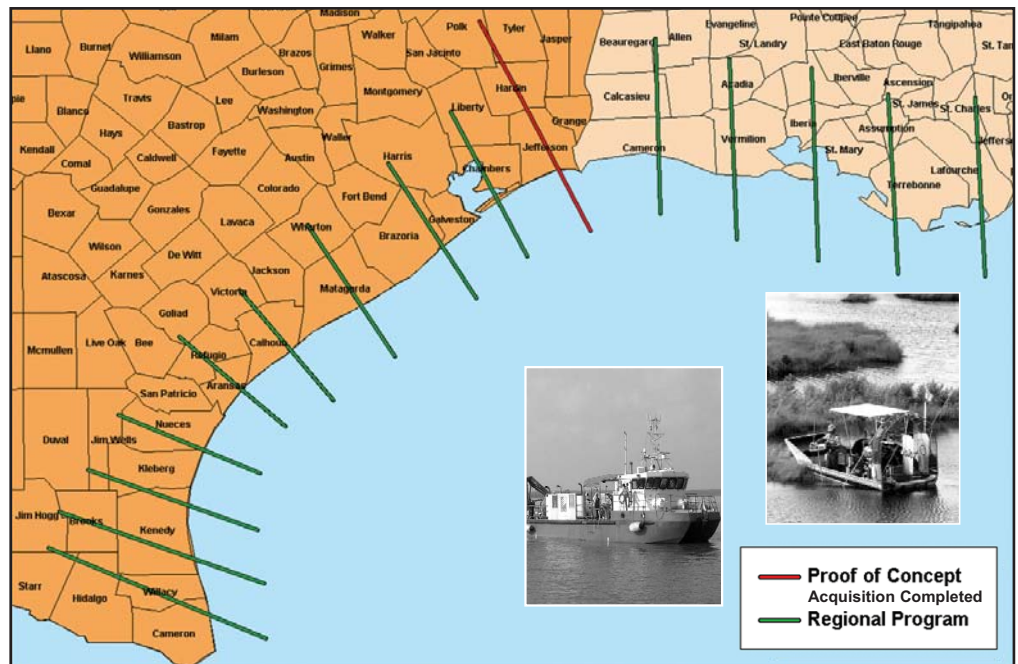 Madison
Polk
Tyler
Walker
Jasper
San Jacinto
Llano
Burnet
Williamson
Milam
Brazos
Grimes
Burleson
Montgomery
Hardin
Liberty
Orange
Jefferson
Chambers
Harris
Waller
Washington
Lee
Travis
Blanco
Hays
Bastrop
Kendall
Comal
Caldwell
Fayette
Austin
Guadalupe
Colorado
Fort Bend
Galveston
Brazoria
Bexar
Gonzales
Lavaca
Wharton
Wilson
De Witt
Jackson
Matagorda
Atascosa
Karnes
Victoria
Goliad
Calhoun
Mcmullen
Live Oak
Bee
Refugio
Aransas
San Patricio
Nueces
Duval
Jim Wells
Kleberg
Jim Hogg
Brooks
Kenedy
Starr
Hidalgo
Willacy
Cameron
Beauregard
Allen
Evangeline
St. Landry
Pointe Coupee
East Baton Rouge
Tangipahoa
Calcasieu
Acadia
Iberville
Ascension
St. James
St. Charles
Cameron
Vermilion
Iberia
St. Mary
Assumption
Lafourche
Terrebonne
Proof of Concept
Acquisition Completed
Regional Program